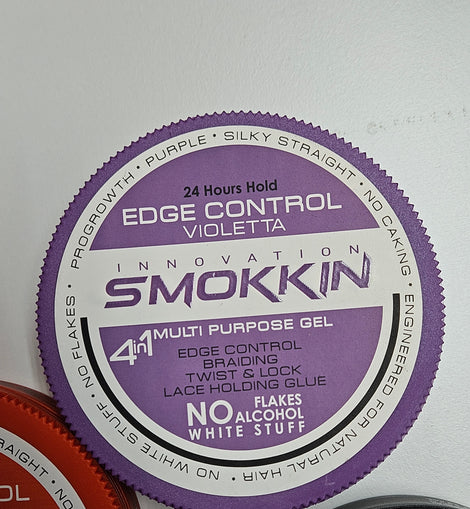 NO FLAKES • PROGROWTH • PURPLE • SILKY STRAIGHT • NO CAKING • ENGINEERED FOR NATURAL HAIR • NO WHITE STUFF •
24 Hours Hold
EDGE CONTROL
VIOLETTA
INNOVATION
SMOKKIN
4in1 MULTI PURPOSE GEL
EDGE CONTROL
BRAIDING
TWIST & LOCK
LACE HOLDING GLUE
NO FLAKES
ALCOHOL
WHITE STUFF
RAIGHT • NO
OL